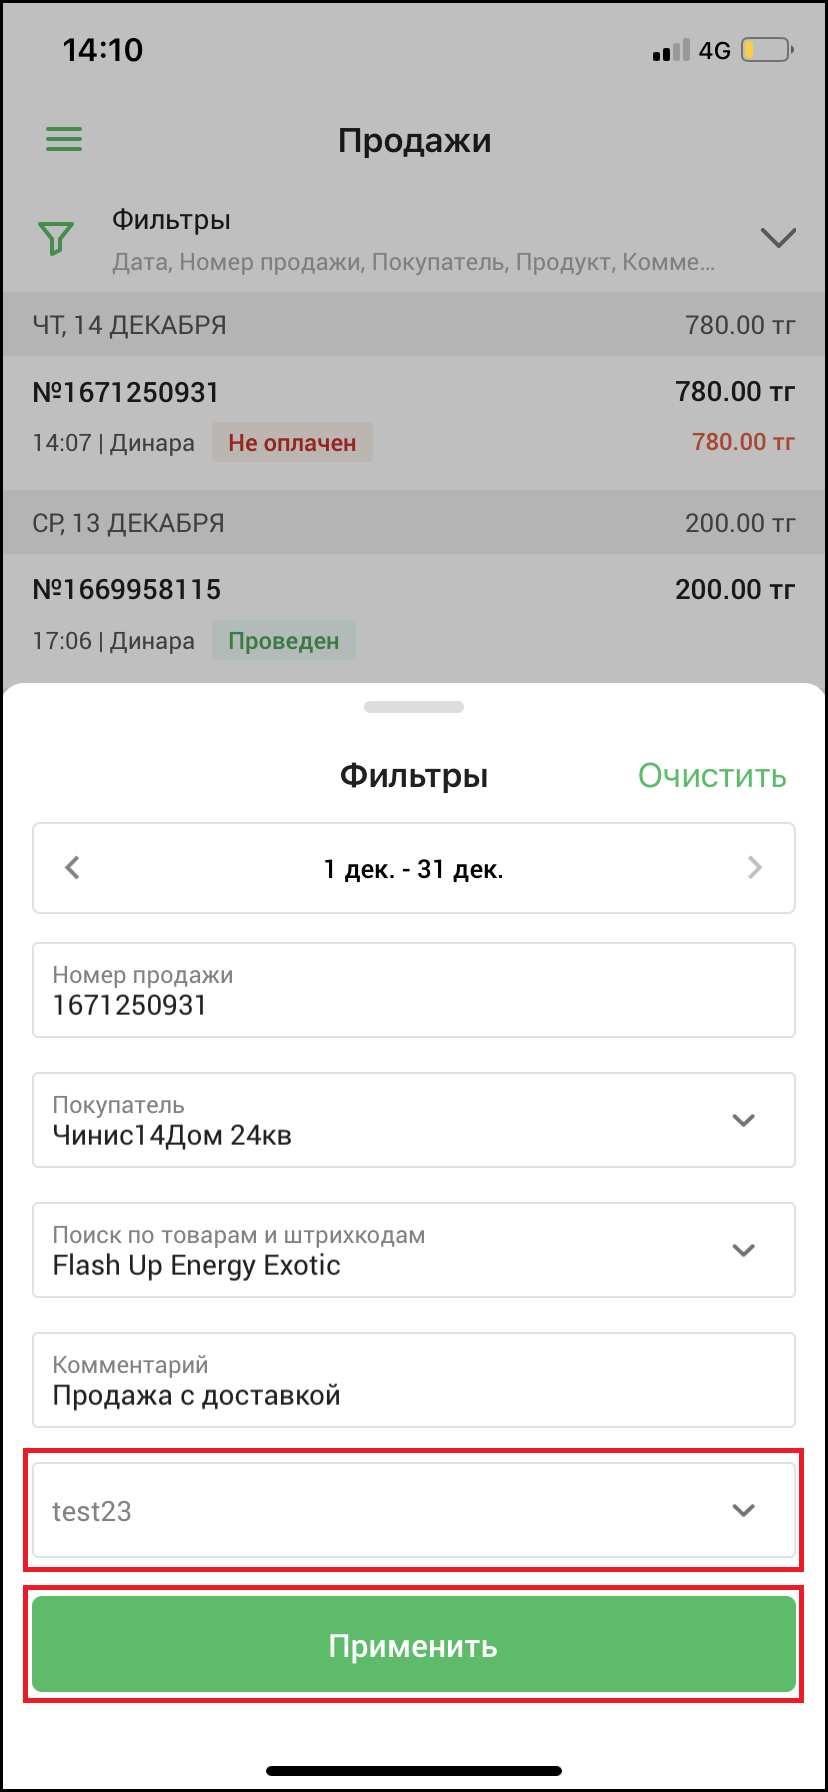 14:10
4G
Продажи
Фильтры
Дата, Номер продажи, Покупатель, Продукт, Комме...
ЧТ, 14 ДЕКАБРЯ 780.00 тг
№1671250931 780.00 тг
14:07 | Динара Не оплачен 780.00 тг
СР, 13 ДЕКАБРЯ 200.00 тг
№1669958115 200.00 тг
17:06 | Динара Проведен
Фильтры Очистить
1 дек. - 31 дек.
Номер продажи
1671250931
Покупатель
Чинис14Дом 24кв
Поиск по товарам и штрихкодам
Flash Up Energy Exotic
Комментарий
Продажа с доставкой
test23
Применить